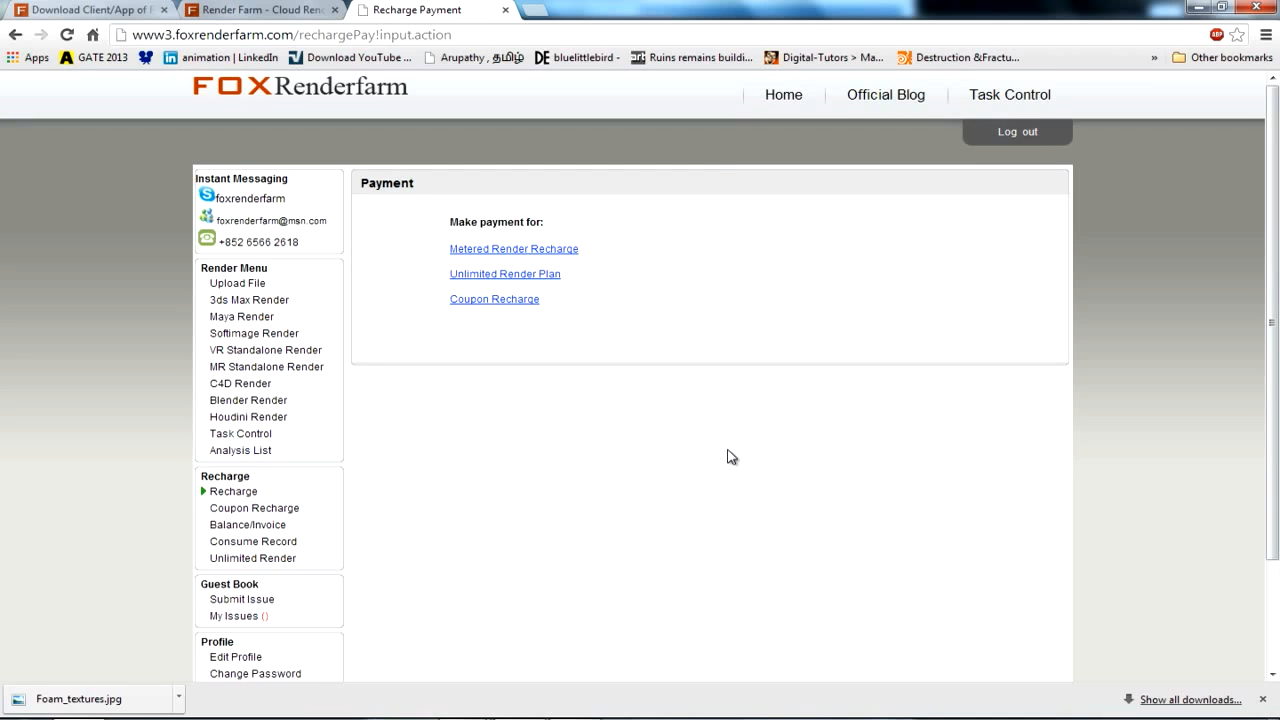 Download Client/App of F
Render Farm - Cloud Ren
Recharge Payment
www3.foxrenderfarm.com/rechargePay!input.action
Apps
GATE 2013
animation | LinkedIn
Download YouTube ...
Arupathy , தமிழ்
bluelittlebird -
Ruins remains buildi...
Digital-Tutors > Ma...
Destruction &Fractu...
»
Other bookmarks
FOXRenderfarm
Home
Official Blog
Task Control
Log out
Instant Messaging
foxrenderfarm
foxrenderfarm@msn.com
+852 6566 2618
Render Menu
Upload File
3ds Max Render
Maya Render
Softimage Render
VR Standalone Render
MR Standalone Render
C4D Render
Blender Render
Houdini Render
Task Control
Analysis List
Recharge
Recharge
Coupon Recharge
Balance/Invoice
Consume Record
Unlimited Render
Guest Book
Submit Issue
My Issues ()
Profile
Edit Profile
Change Password
Payment
Make payment for:
Metered Render Recharge
Unlimited Render Plan
Coupon Recharge
Foam_textures.jpg
Show all downloads...